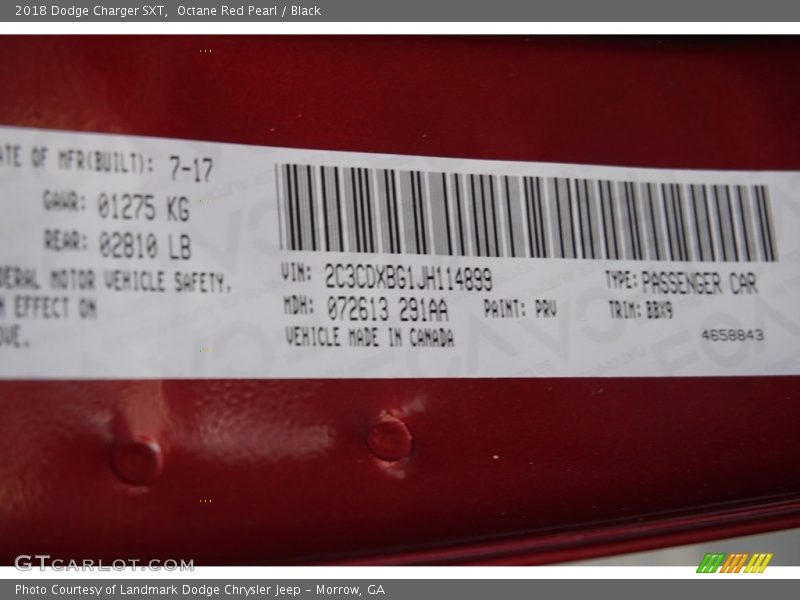 2018 Dodge Charger SXT, Octane Red Pearl / Black
ATE OF MFR(BUILT): 7-17
GAWR: 01275 KG
REAR: 02810 LB
DERAL MOTOR VEHICLE SAFETY,
N EFFECT ON
OVE.
VIN: 2C3CDXBG1JH114899
TYPE: PASSENGER CAR
MDH: 072613 291AA
PAINT: PRV
TRIM: BBX9
VEHICLE MADE IN CANADA
4658843
GTCARLOT.COM
Photo Courtesy of Landmark Dodge Chrysler Jeep – Morrow, GA